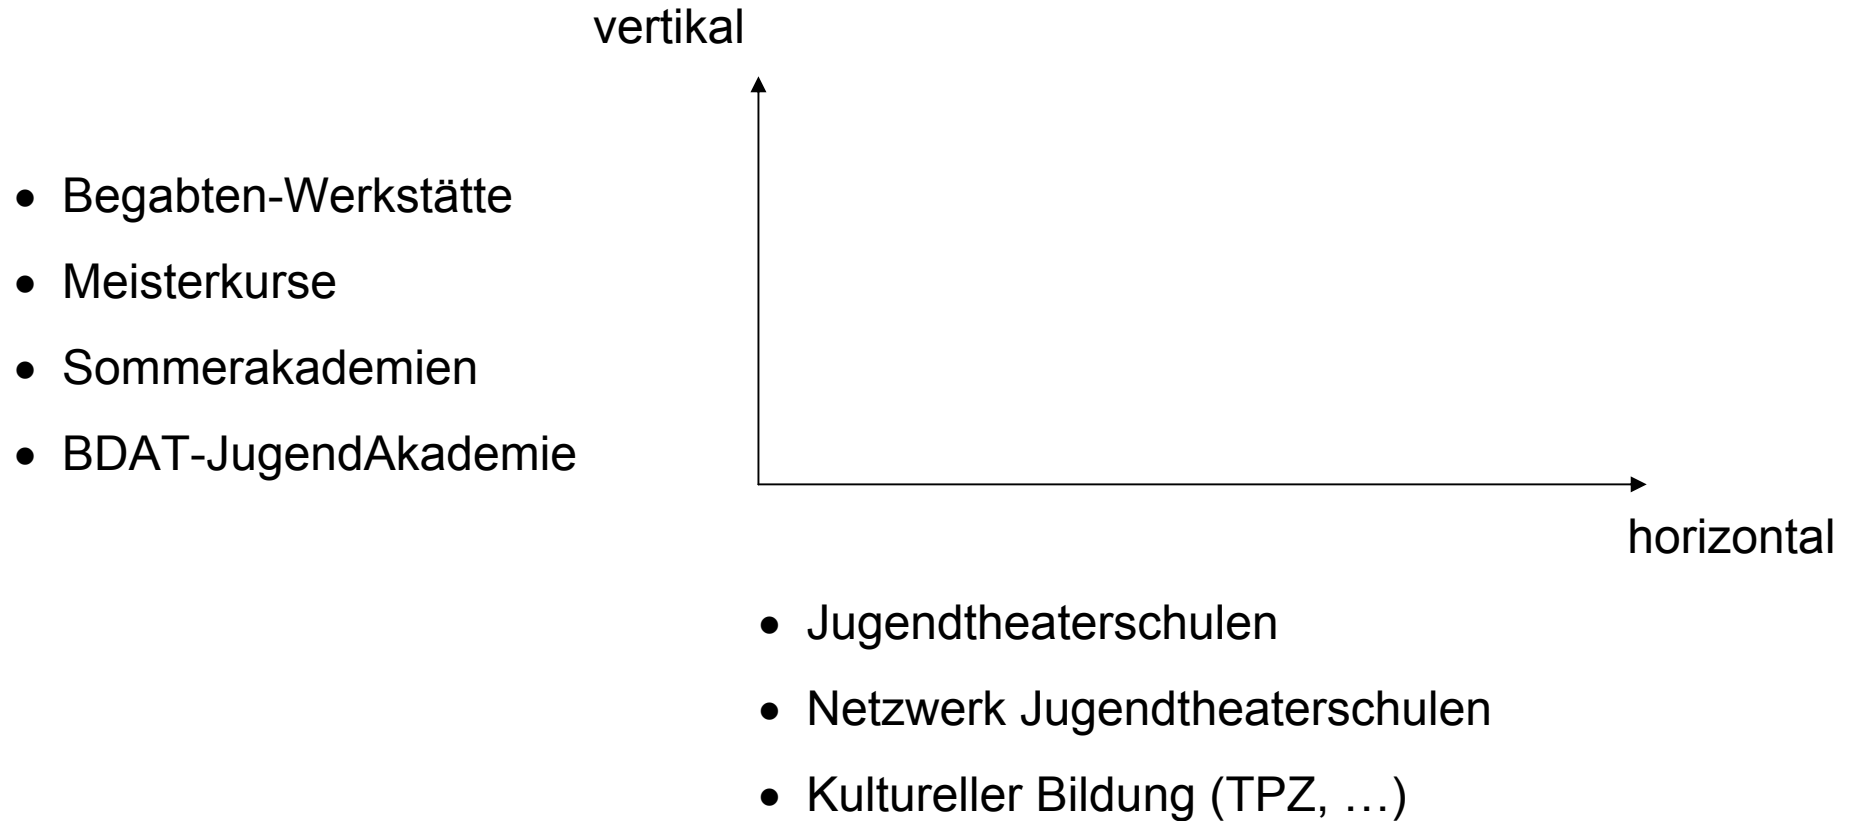 vertikal
• Begabten-Werkstätte
• Meisterkurse
• Sommerakademien
• BDAT-JugendAkademie
horizontal
• Jugendtheaterschulen
• Netzwerk Jugendtheaterschulen
• Kultureller Bildung (TPZ, …)